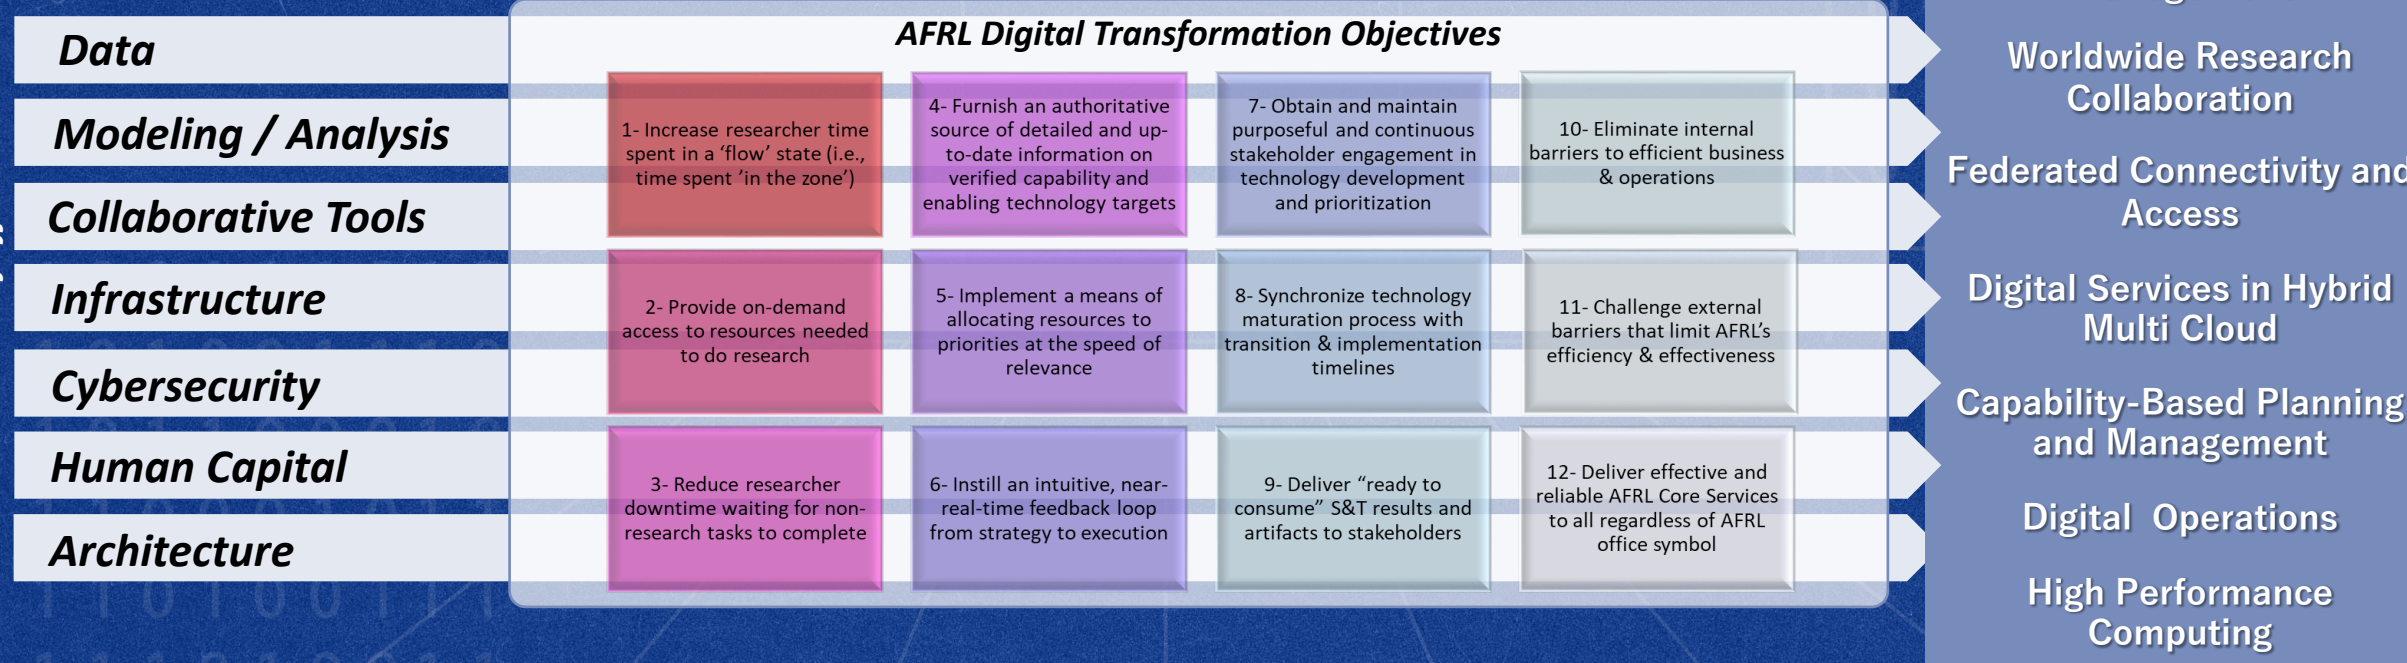 Data
Modeling / Analysis
Collaborative Tools
Infrastructure
Cybersecurity
Human Capital
Architecture
AFRL Digital Transformation Objectives
1- Increase researcher time
spent in a ‘flow’ state (i.e.,
time spent ’in the zone’)
2- Provide on-demand
access to resources needed
to do research
3- Reduce researcher
downtime waiting for non-
research tasks to complete
4- Furnish an authoritative
source of detailed and up-
to-date information on
verified capability and
enabling technology targets
5- Implement a means of
allocating resources to
priorities at the speed of
relevance
6- Instill an intuitive, near-
real-time feedback loop
from strategy to execution
7- Obtain and maintain
purposeful and continuous
stakeholder engagement in
technology development
and prioritization
8- Synchronize technology
maturation process with
transition & implementation
timelines
9- Deliver “ready to
consume” S&T results and
artifacts to stakeholders
10- Eliminate internal
barriers to efficient business
& operations
11- Challenge external
barriers that limit AFRL’s
efficiency & effectiveness
12- Deliver effective and
reliable AFRL Core Services
to all regardless of AFRL
office symbol
Worldwide Research
Collaboration
Federated Connectivity and
Access
Digital Services in Hybrid
Multi Cloud
Capability-Based Planning
and Management
Digital Operations
High Performance
Computing